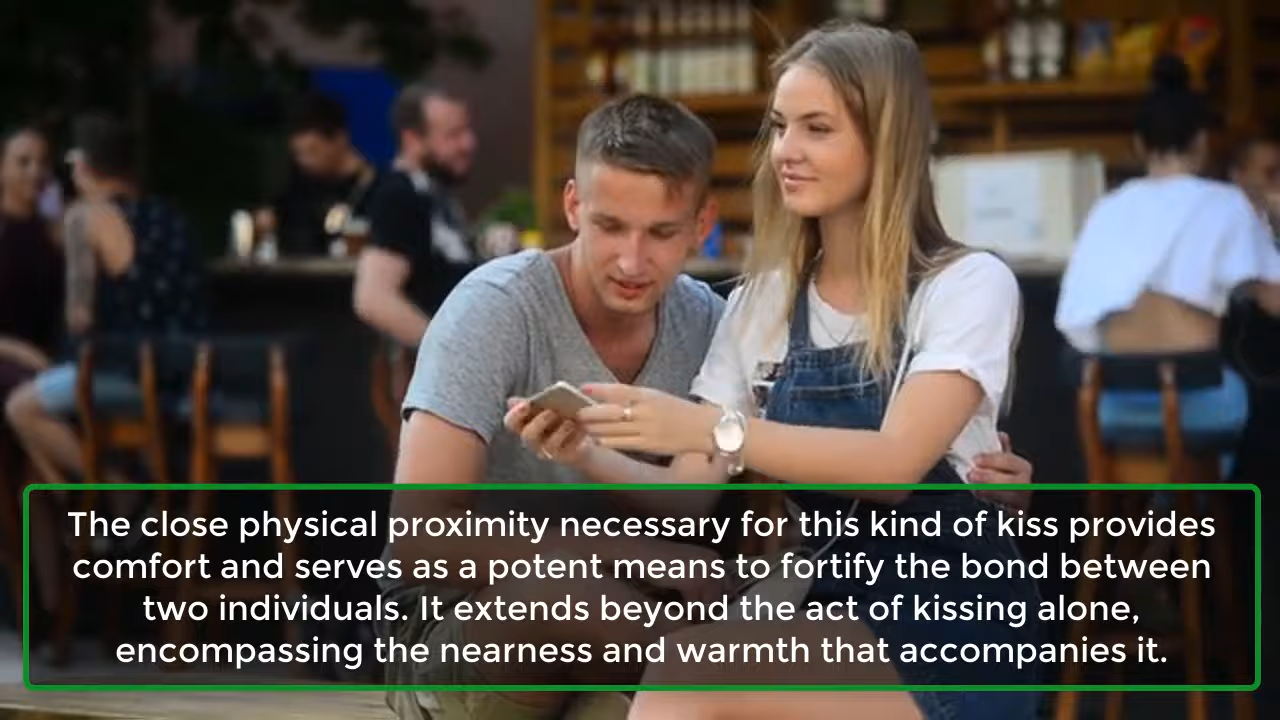 The close physical proximity necessary for this kind of kiss provides
comfort and serves as a potent means to fortify the bond between
two individuals. It extends beyond the act of kissing alone,
encompassing the nearness and warmth that accompanies it.